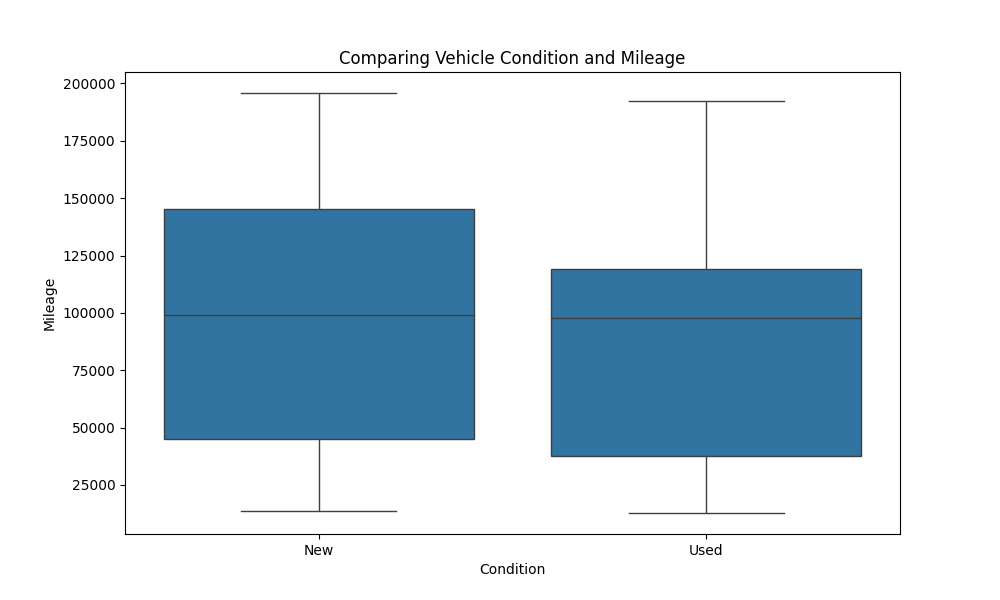 Comparing Vehicle Condition and Mileage
200000
175000
150000
125000
100000
75000
50000
25000
Mileage
New
Used
Condition